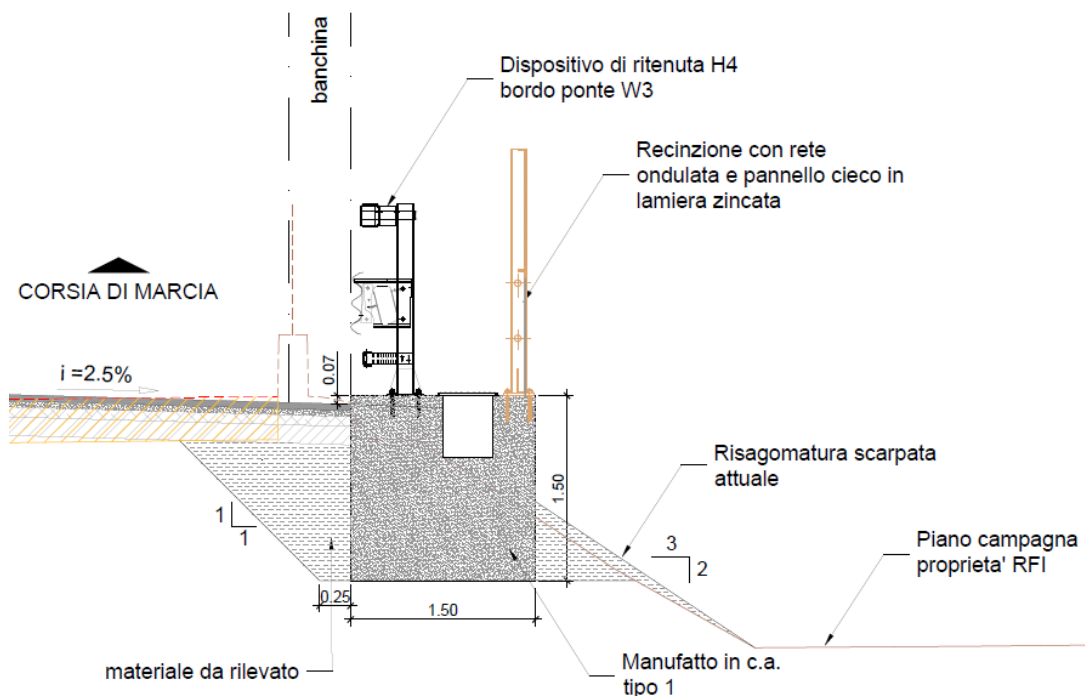 banchina
Dispositivo di ritenuta H4
bordo ponte W3
Recinzione con rete
ondulata e pannello cieco in
lamiera zincata
CORSIA DI MARCIA
i =2.5%
0.07
Risagomatura scarpata
attuale
1.50
1
1
3
2
Piano campagna
proprieta' RFI
0.25
1.50
materiale da rilevato
Manufatto in c.a.
tipo 1